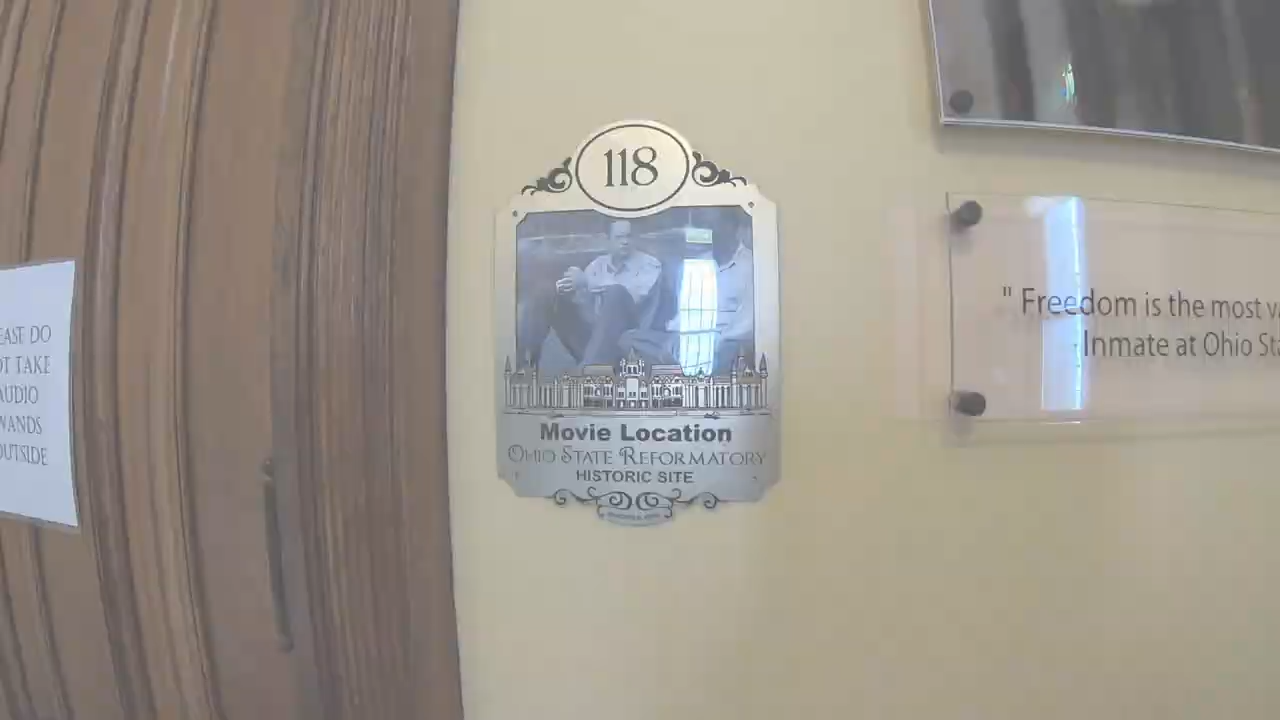 EASE DO
OT TAKE
AUDIO
WANDS
OUTSIDE
118
Movie Location
OHIO STATE REFORMATORY
HISTORIC SITE
" Freedom is the most v
Inmate at Ohio Sta